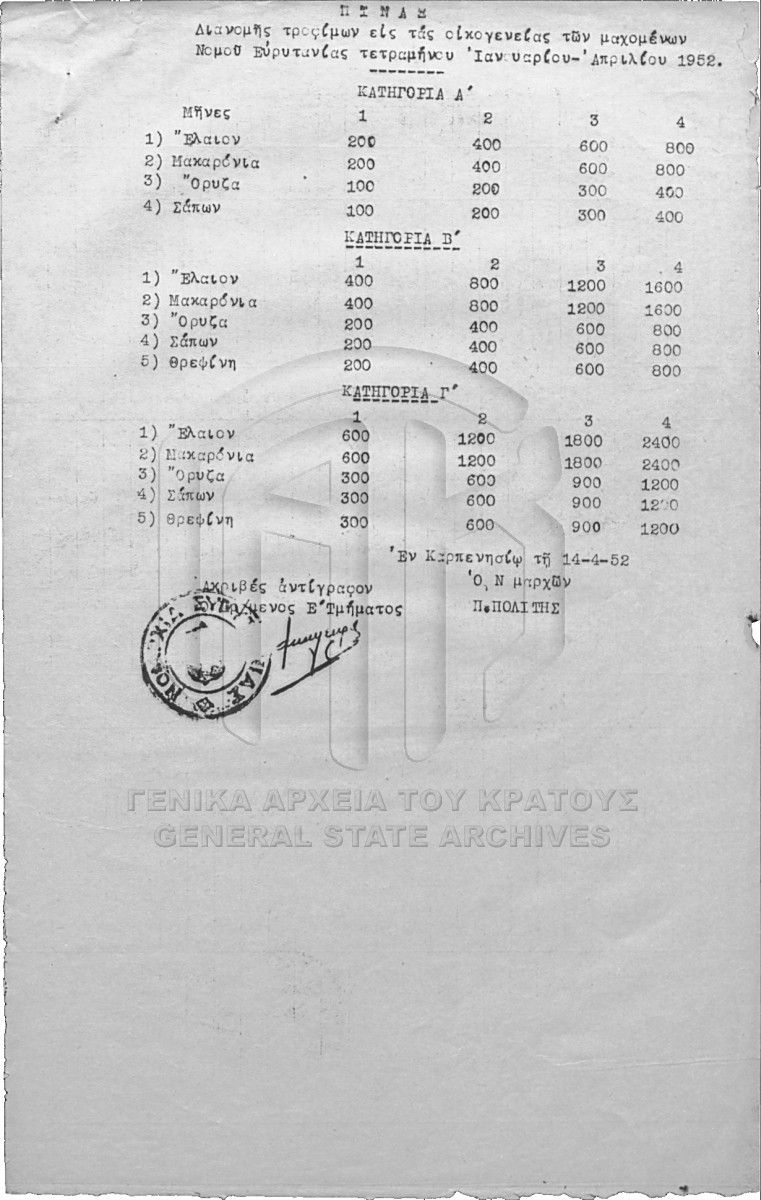 Π Ι Ν Α Ξ
Διανομῆς τροφίμων εἰς τάς οἰκογενείας τῶν μαχομένων
Νομοῦ Εὐρυτανίας τετραμήνου Ἰανουαρίου-Ἀπριλίου 1952.
ΚΑΤΗΓΟΡΙΑ Α΄
Μῆνες 1 2 3 4
1) Ἔλαιον 200 400 600 800
2) Μακαρόνια 200 400 600 800
3) Ὄρυζα 100 200 300 400
4) Σάπων 100 200 300 400
ΚΑΤΗΓΟΡΙΑ Β΄
1 2 3 4
1) Ἔλαιον 400 800 1200 1600
2) Μακαρόνια 400 800 1200 1600
3) Ὄρυζα 200 400 600 800
4) Σάπων 200 400 600 800
5) Θρεψίνη 200 400 600 800
ΚΑΤΗΓΟΡΙΑ Γ΄
1 2 3 4
1) Ἔλαιον 600 1200 1800 2400
2) Μακαρόνια 600 1200 1800 2400
3) Ὄρυζα 300 600 900 1200
4) Σάπων 300 600 900 1200
5) Θρεψίνη 300 600 900 1200
Ἐν Καρπενησίῳ τῇ 14-4-52
Ἀκριβές ἀντίγραφον Ὁ Ν μαρχῶν
Ε΄ Τμήματος Π.ΠΟΛΙΤΗΣ
ΓΕΝΙΚΑ ΑΡΧΕΙΑ ΤΟΥ ΚΡΑΤΟΥΣ
GENERAL STATE ARCHIVES